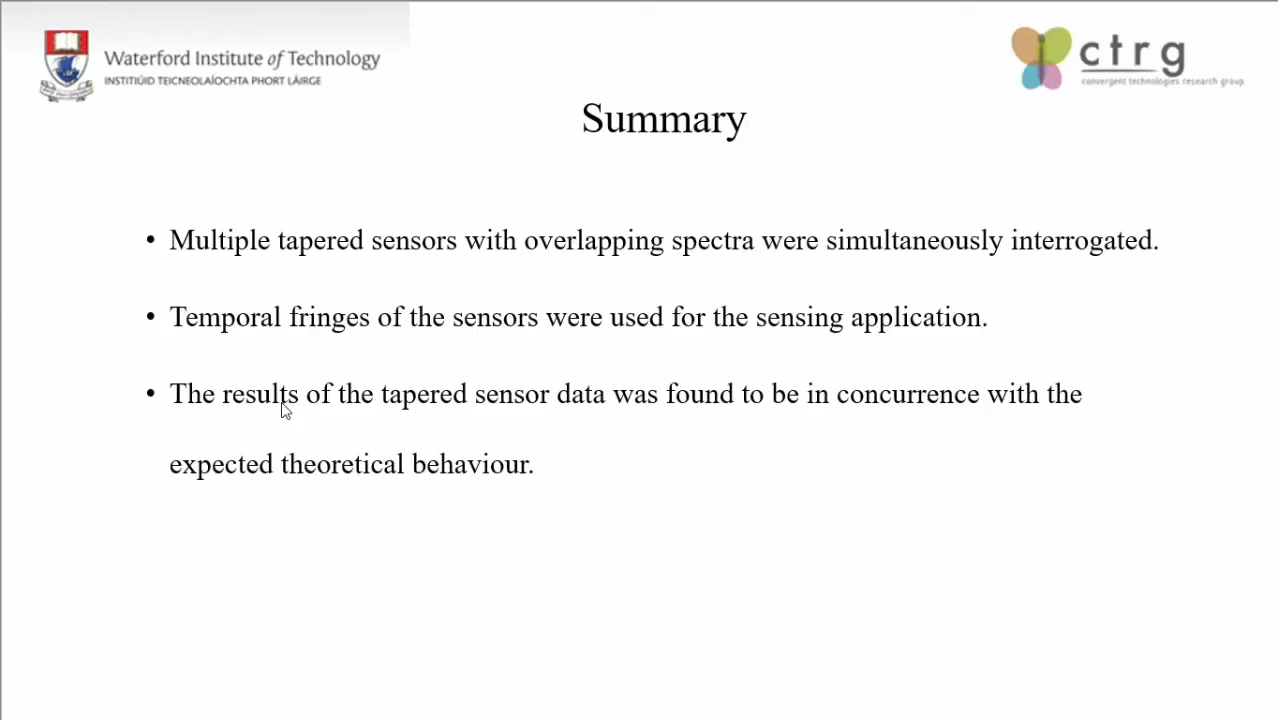 Waterford Institute of Technology
INSTITIÚID TEICNEOLAÍOCHTA PHORT LÁIRGE
ctrg
convergent technologies research group
Summary
• Multiple tapered sensors with overlapping spectra were simultaneously interrogated.
• Temporal fringes of the sensors were used for the sensing application.
• The results of the tapered sensor data was found to be in concurrence with the
expected theoretical behaviour.